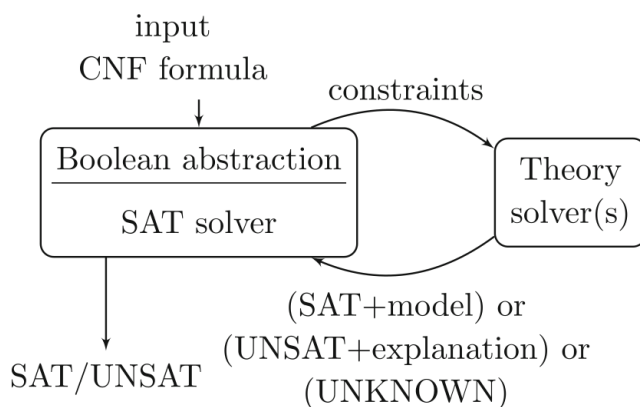 input
CNF formula
constraints
Boolean abstraction
SAT solver
Theory
solver(s)
(SAT+model) or
(UNSAT+explanation) or
(UNKNOWN)
SAT/UNSAT